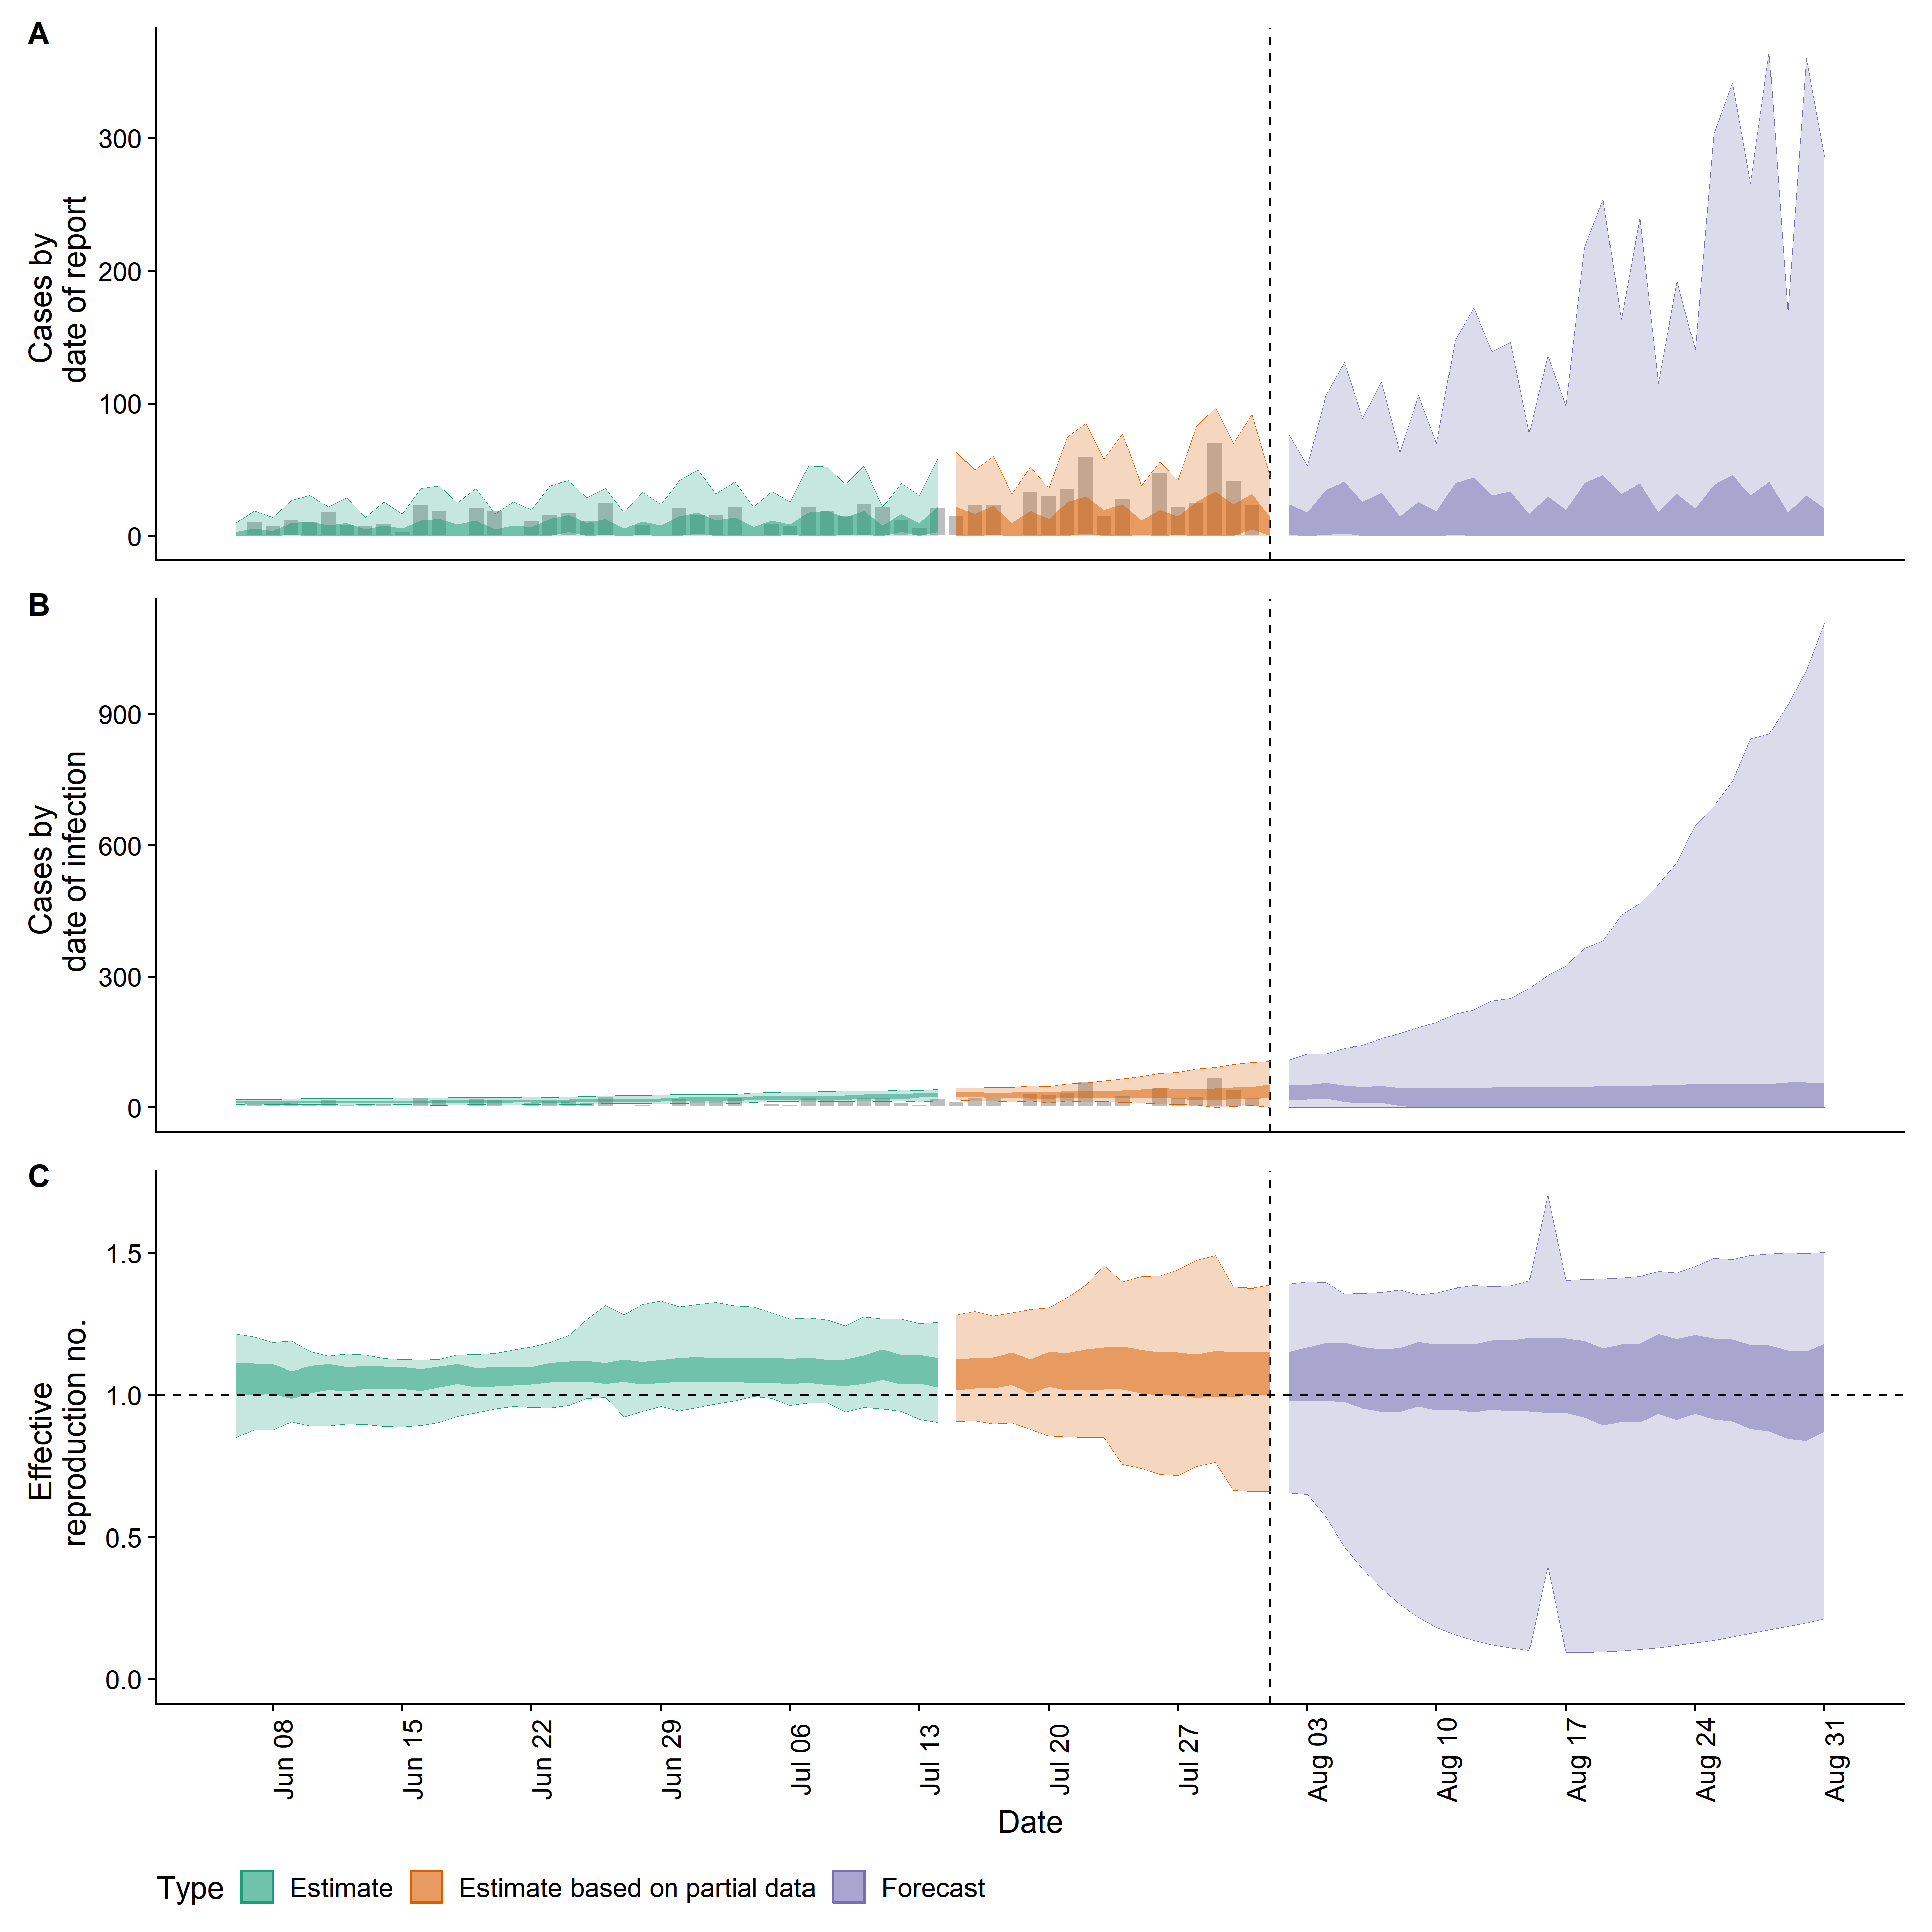 A
300
200
100
0
Cases by
date of report
B
900
600
300
0
Cases by
date of infection
C
1.5
1.0
0.5
0.0
Effective
reproduction no.
Jun 08
Jun 15
Jun 22
Jun 29
Jul 06
Jul 13
Jul 20
Jul 27
Aug 03
Aug 10
Aug 17
Aug 24
Aug 31
Date
Type Estimate Estimate based on partial data Forecast